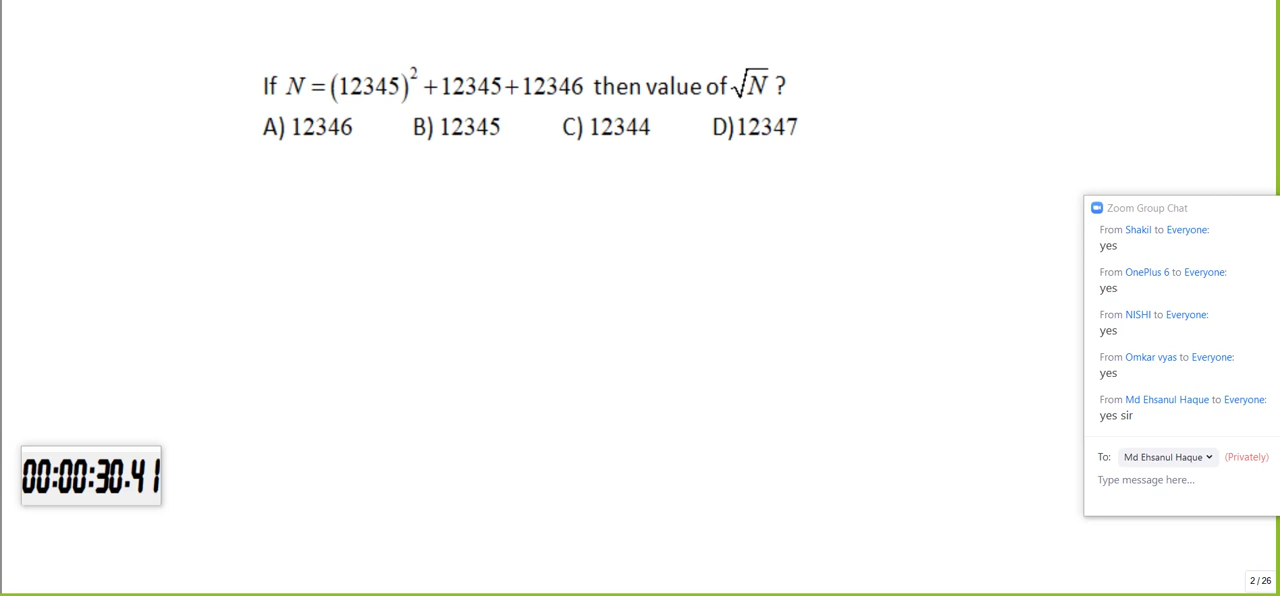 If N = (12345)² + 12345 + 12346 then value of √N ?
A) 12346 B) 12345 C) 12344 D)12347
Zoom Group Chat
From Shakil to Everyone:
yes
From OnePlus 6 to Everyone:
yes
From NISHI to Everyone:
yes
From Omkar vyas to Everyone:
yes
From Md Ehsanul Haque to Everyone:
yes sir
To: Md Ehsanul Haque (Privately)
Type message here...
00:00:30.41
2 / 26